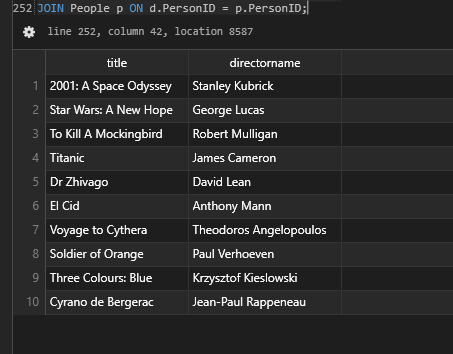 252 JOIN People p ON d.PersonID = p.PersonID;
line 252, column 42, location 8587
title directorname
1 2001: A Space Odyssey Stanley Kubrick
2 Star Wars: A New Hope George Lucas
3 To Kill A Mockingbird Robert Mulligan
4 Titanic James Cameron
5 Dr Zhivago David Lean
6 El Cid Anthony Mann
7 Voyage to Cythera Theodoros Angelopoulos
8 Soldier of Orange Paul Verhoeven
9 Three Colours: Blue Krzysztof Kieslowski
10 Cyrano de Bergerac Jean-Paul Rappeneau